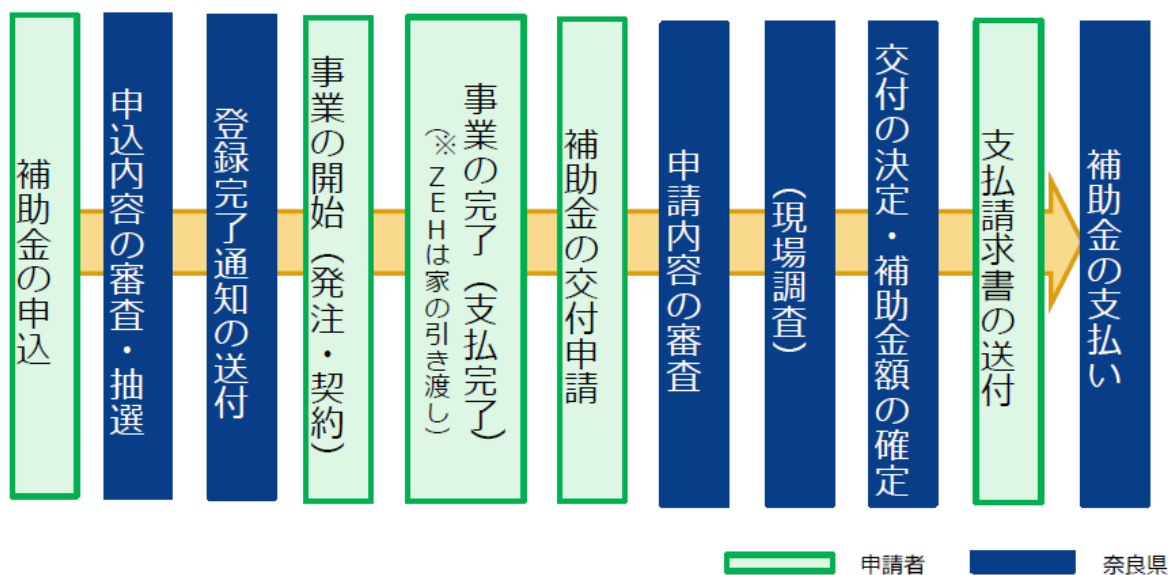 補助金の申込
申込内容の審査・抽選
登録完了通知の送付
事業の開始（発注・契約）
事業の完了（支払完了）
（※ＺＥＨは家の引き渡し）
補助金の交付申請
申請内容の審査
（現場調査）
交付の決定・補助金額の確定
支払請求書の送付
補助金の支払い
申請者
奈良県